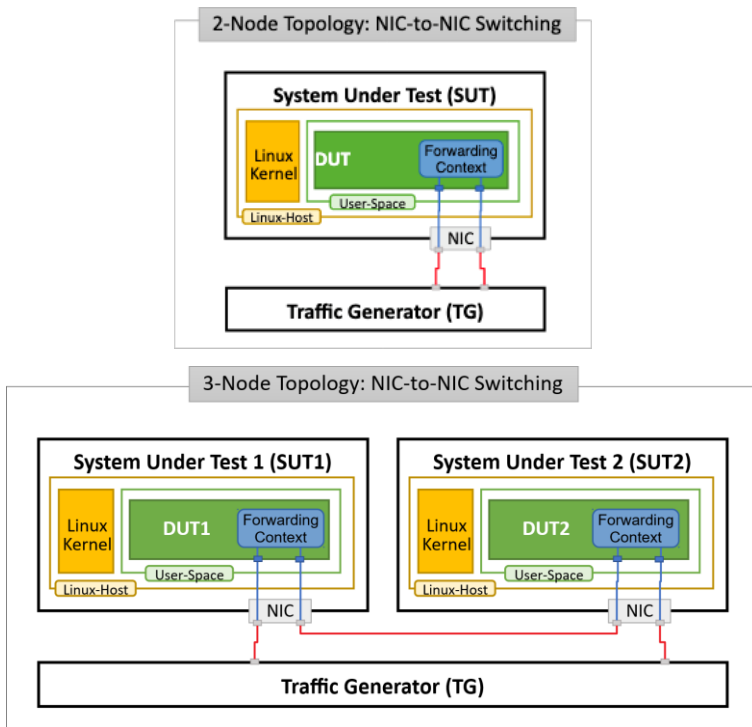 2-Node Topology: NIC-to-NIC Switching
System Under Test (SUT)
Linux
Kernel
DUT
Forwarding
Context
User-Space
Linux-Host
NIC
Traffic Generator (TG)
3-Node Topology: NIC-to-NIC Switching
System Under Test 1 (SUT1)
Linux
Kernel
DUT1
Forwarding
Context
User-Space
Linux-Host
NIC
System Under Test 2 (SUT2)
Linux
Kernel
DUT2
Forwarding
Context
User-Space
Linux-Host
NIC
Traffic Generator (TG)